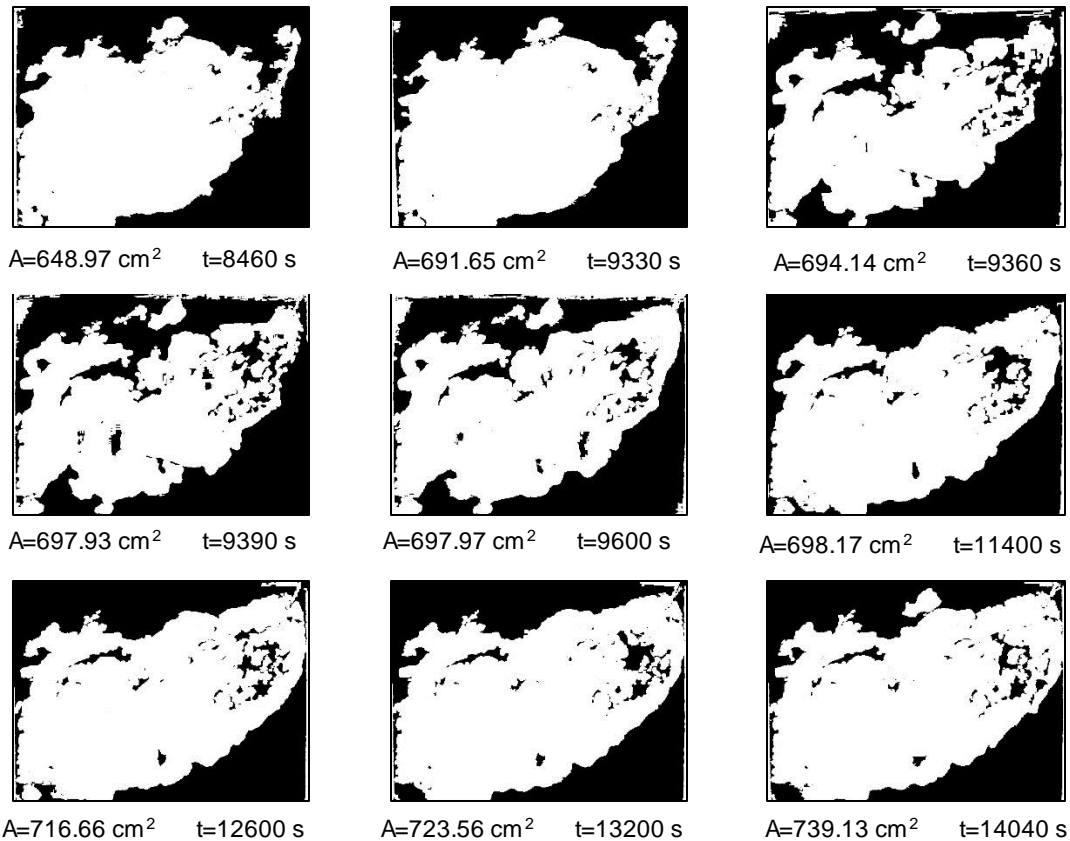 A=648.97 cm² t=8460 s
A=691.65 cm² t=9330 s
A=694.14 cm² t=9360 s
A=697.93 cm² t=9390 s
A=697.97 cm² t=9600 s
A=698.17 cm² t=11400 s
A=716.66 cm² t=12600 s
A=723.56 cm² t=13200 s
A=739.13 cm² t=14040 s